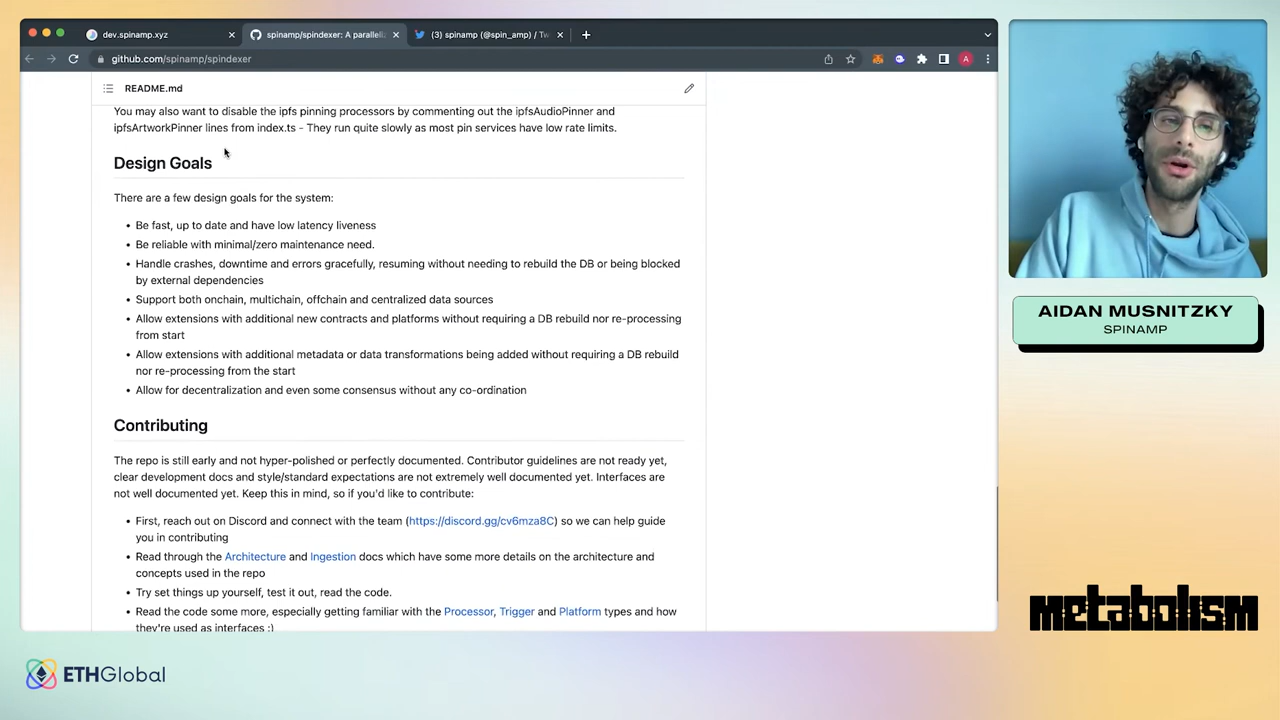 dev.spinamp.xyz
spinamp/spindexer: A paralleli
(3) spinamp (@spin_amp) / Tw
github.com/spinamp/spindexer
A
README.md
You may also want to disable the ipfs pinning processors by commenting out the ipfsAudioPinner and
ipfsArtworkPinner lines from index.ts - They run quite slowly as most pin services have low rate limits.
Design Goals
There are a few design goals for the system:
• Be fast, up to date and have low latency liveness
• Be reliable with minimal/zero maintenance need.
• Handle crashes, downtime and errors gracefully, resuming without needing to rebuild the DB or being blocked
by external dependencies
• Support both onchain, multichain, offchain and centralized data sources
• Allow extensions with additional new contracts and platforms without requiring a DB rebuild nor re-processing
from start
• Allow extensions with additional metadata or data transformations being added without requiring a DB rebuild
nor re-processing from the start
• Allow for decentralization and even some consensus without any co-ordination
Contributing
The repo is still early and not hyper-polished or perfectly documented. Contributor guidelines are not ready yet,
clear development docs and style/standard expectations are not extremely well documented yet. Interfaces are
not well documented yet. Keep this in mind, so if you'd like to contribute:
• First, reach out on Discord and connect with the team (https://discord.gg/cv6mza8C) so we can help guide
you in contributing
• Read through the Architecture and Ingestion docs which have some more details on the architecture and
concepts used in the repo
• Try set things up yourself, test it out, read the code.
• Read the code some more, especially getting familiar with the Processor, Trigger and Platform types and how
they're used as interfaces :)
AIDAN MUSNITZKY
SPINAMP
metabolism
ETHGlobal